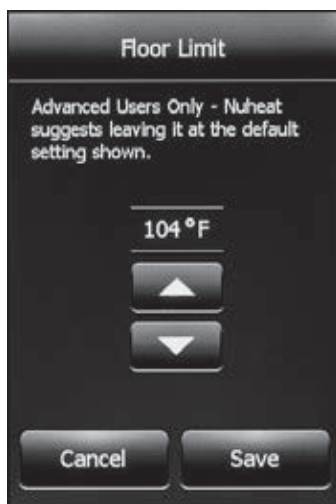 Floor Limit
Advanced Users Only - Nuheat
suggests leaving it at the default
setting shown.
104°F
Cancel
Save